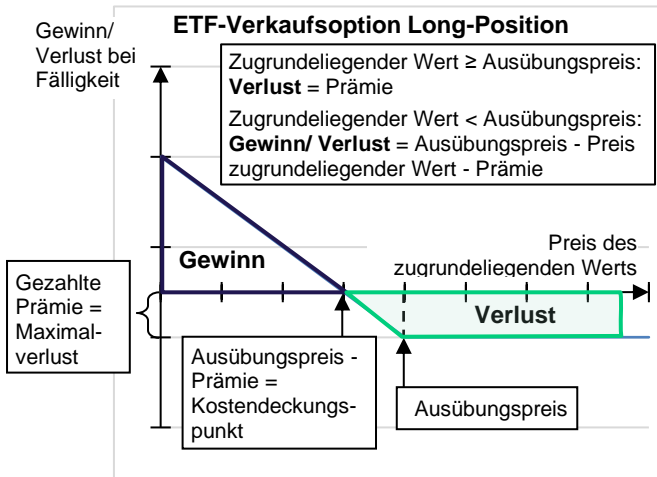 ETF-Verkaufsoption Long-Position
Gewinn/
Verlust bei
Fälligkeit
Zugrundeliegender Wert ≥ Ausübungspreis:
Verlust = Prämie
Zugrundeliegender Wert < Ausübungspreis:
Gewinn/ Verlust = Ausübungspreis - Preis
zugrundeliegender Wert - Prämie
Gewinn
Preis des
zugrundeliegenden Werts
Gezahlte
Prämie =
Maximal-
verlust
Verlust
Ausübungspreis -
Prämie =
Kostendeckungs-
punkt
Ausübungspreis